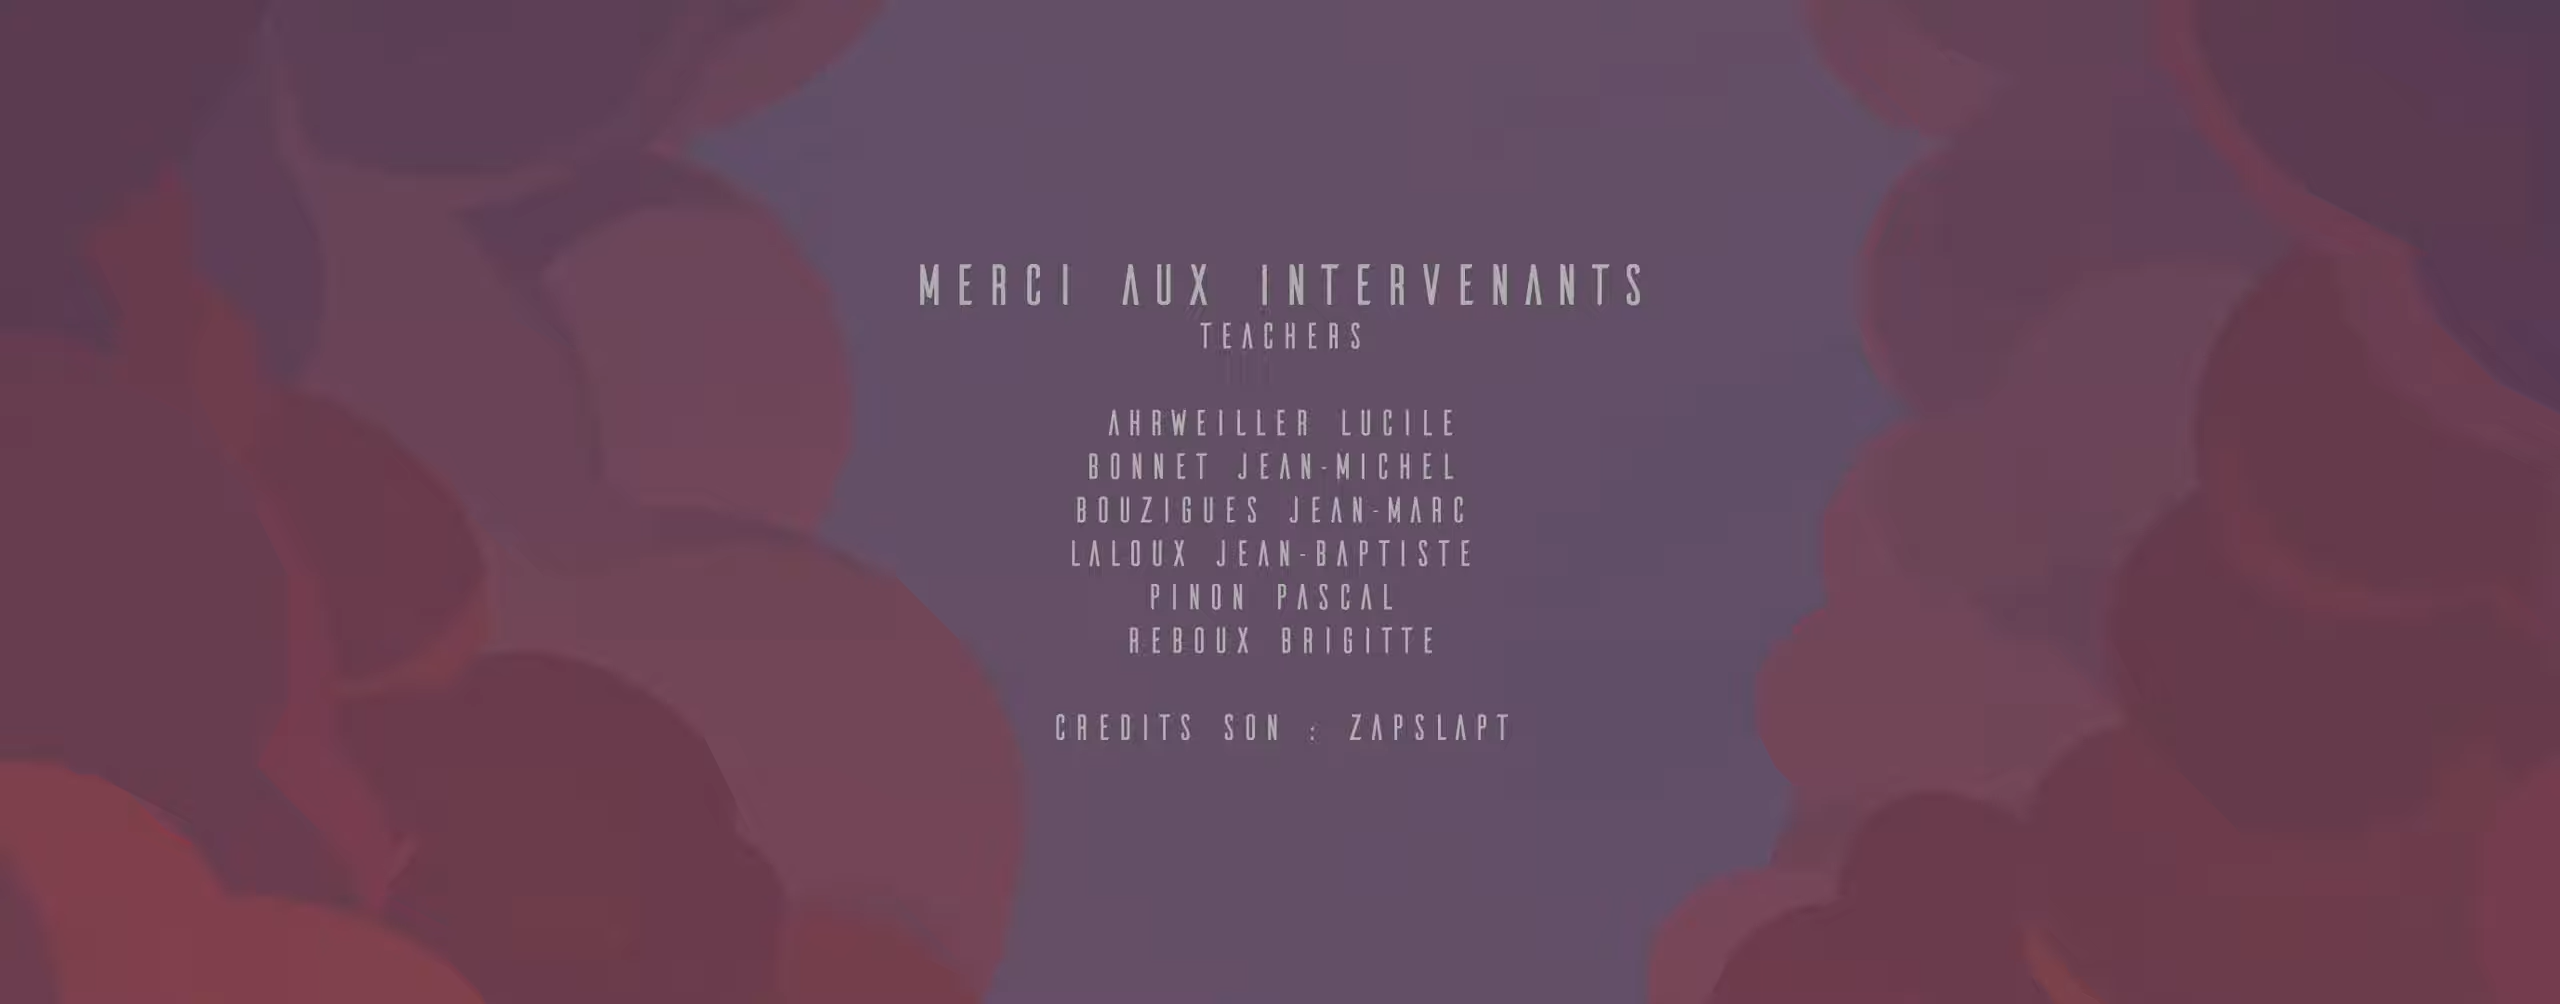 MERCI AUX INTERVENANTS
TEACHERS
AHRWEILLER LUCILE
BONNET JEAN-MICHEL
BOUZIGUES JEAN-MARC
LALOUX JEAN-BAPTISTE
PINON PASCAL
REBOUX BRIGITTE
CREDITS SON : ZAPSLAPT